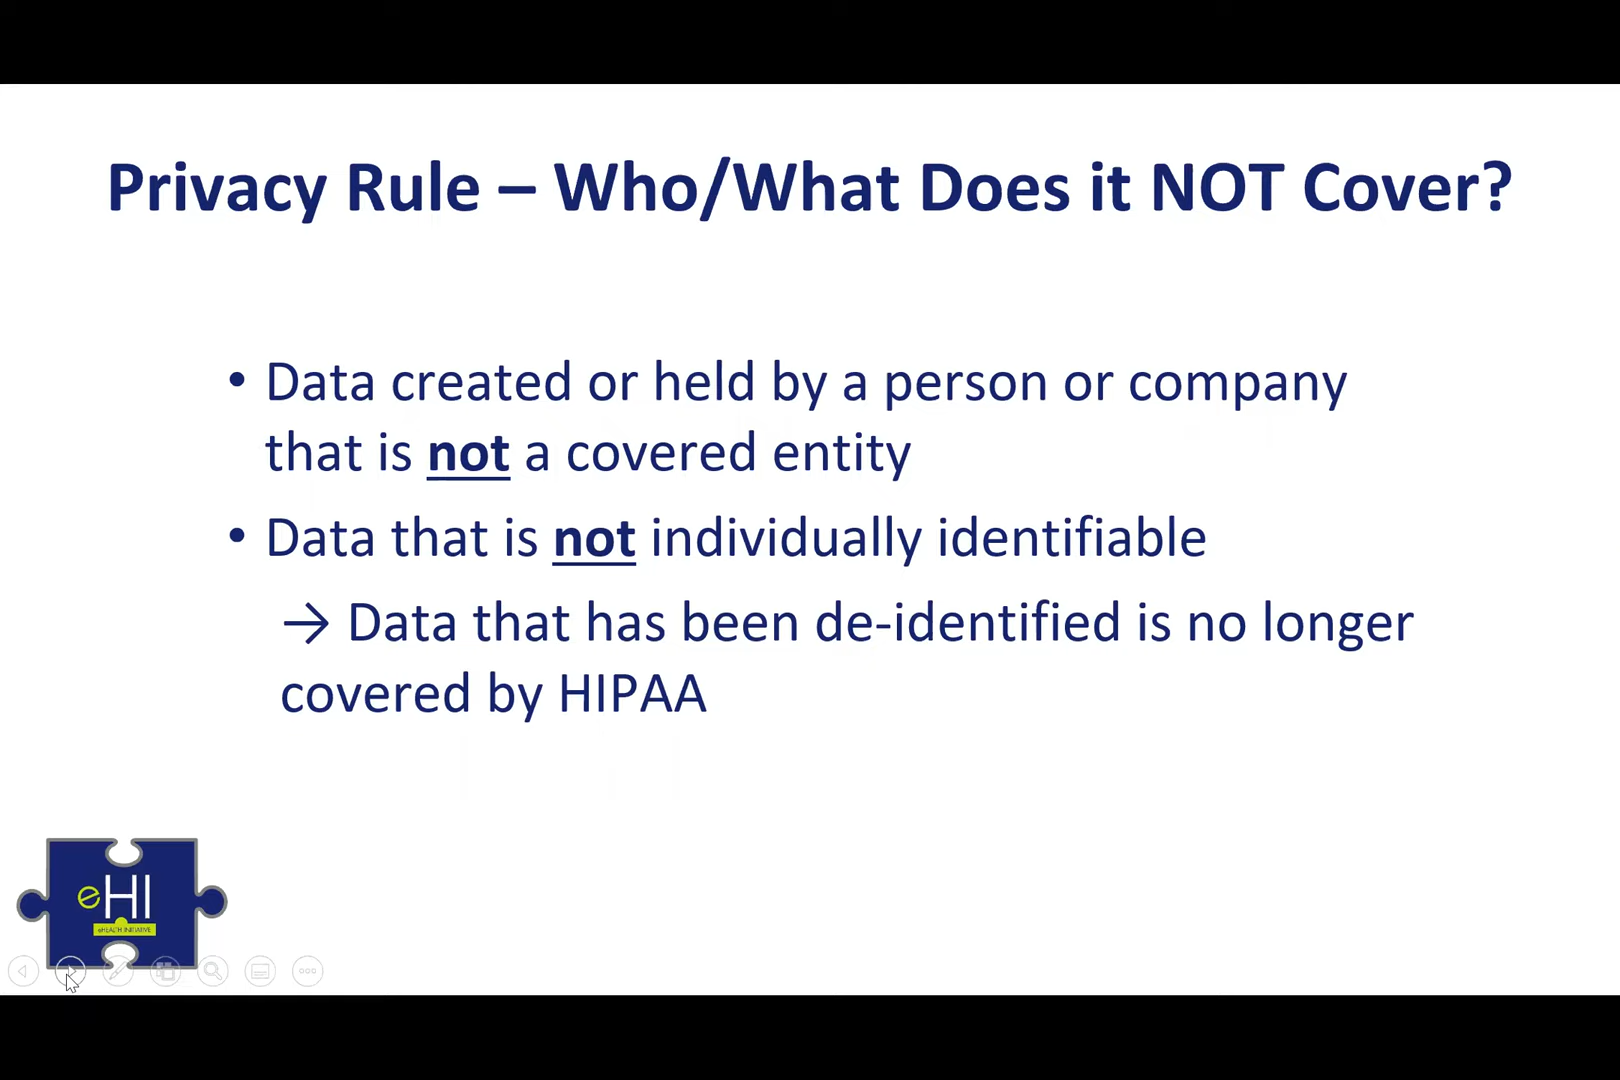 Privacy Rule – Who/What Does it NOT Cover?
• Data created or held by a person or company
that is not a covered entity
• Data that is not individually identifiable
→ Data that has been de-identified is no longer
covered by HIPAA
eHI
eHEALTH INITIATIVE